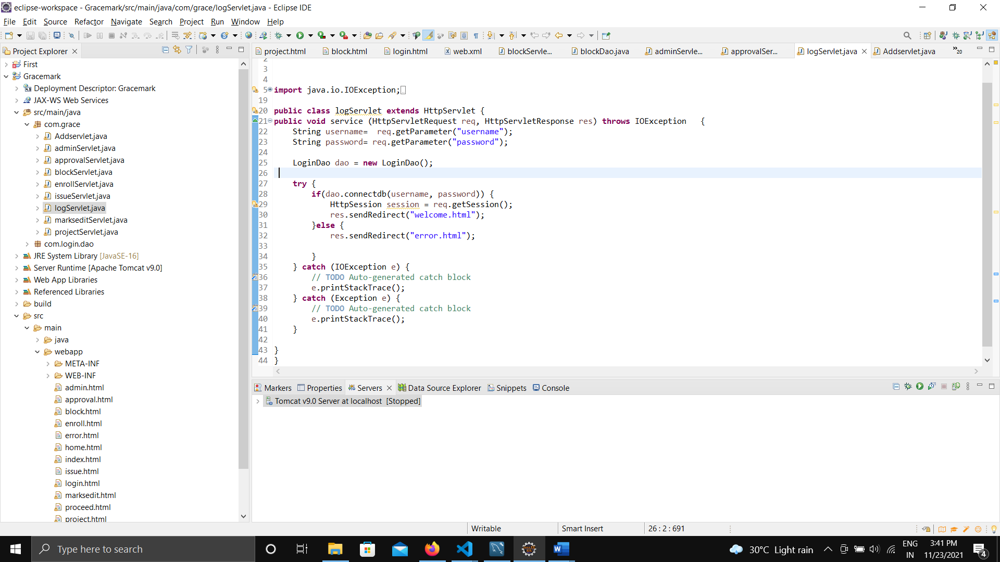 eclipse-workspace - Gracemark/src/main/java/com/grace/logServlet.java - Eclipse IDE
File Edit Source Refactor Navigate Search Project Run Window Help
Project Explorer
First
Gracemark
Deployment Descriptor: Gracemark
JAX-WS Web Services
src/main/java
com.grace
Addservlet.java
adminServlet.java
approvalServlet.java
blockServlet.java
enrollServlet.java
issueServlet.java
logServlet.java
markseditServlet.java
projectServlet.java
com.login.dao
JRE System Library [JavaSE-16]
Server Runtime [Apache Tomcat v9.0]
Web App Libraries
Referenced Libraries
build
src
main
java
webapp
META-INF
WEB-INF
admin.html
approval.html
block.html
enroll.html
error.html
home.html
index.html
issue.html
login.html
marksedit.html
proceed.html
project.html
project.html block.html login.html web.xml blockServle... blockDao.java adminServle... approvalSer... logServlet.java Addservlet.java »20
2
3
4
5 import java.io.IOException;
19
20 public class logServlet extends HttpServlet {
21 public void service (HttpServletRequest req, HttpServletResponse res) throws IOException   {
22     String username=  req.getParameter("username");
23     String password= req.getParameter("password");
24
25     LoginDao dao = new LoginDao();
26
27     try {
28         if(dao.connectdb(username, password)) {
29             HttpSession session = req.getSession();
30             res.sendRedirect("welcome.html");
31         }else {
32             res.sendRedirect("error.html");
33
34         }
35     } catch (IOException e) {
36         // TODO Auto-generated catch block
37         e.printStackTrace();
38     } catch (Exception e) {
39         // TODO Auto-generated catch block
40         e.printStackTrace();
41     }
42
43 }
44 }
Markers Properties Servers Data Source Explorer Snippets Console
Tomcat v9.0 Server at localhost [Stopped]
Writable Smart Insert 26 : 2 : 691
Type here to search
30°C Light rain
ENG
IN
3:41 PM
11/23/2021
4